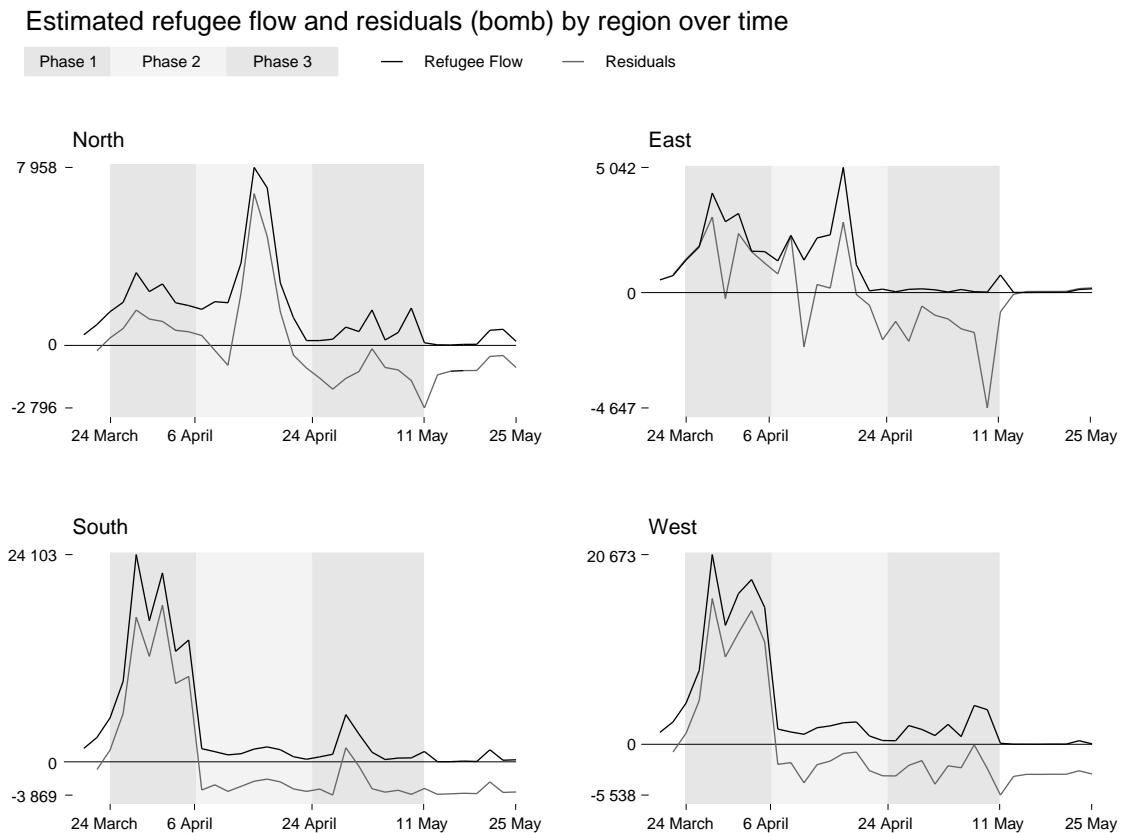 Estimated refugee flow and residuals (bomb) by region over time
Phase 1 Phase 2 Phase 3 Refugee Flow Residuals
North
7 958
0
-2 796
24 March 6 April 24 April 11 May 25 May
East
5 042
0
-4 647
24 March 6 April 24 April 11 May 25 May
South
24 103
0
-3 869
24 March 6 April 24 April 11 May 25 May
West
20 673
0
-5 538
24 March 6 April 24 April 11 May 25 May